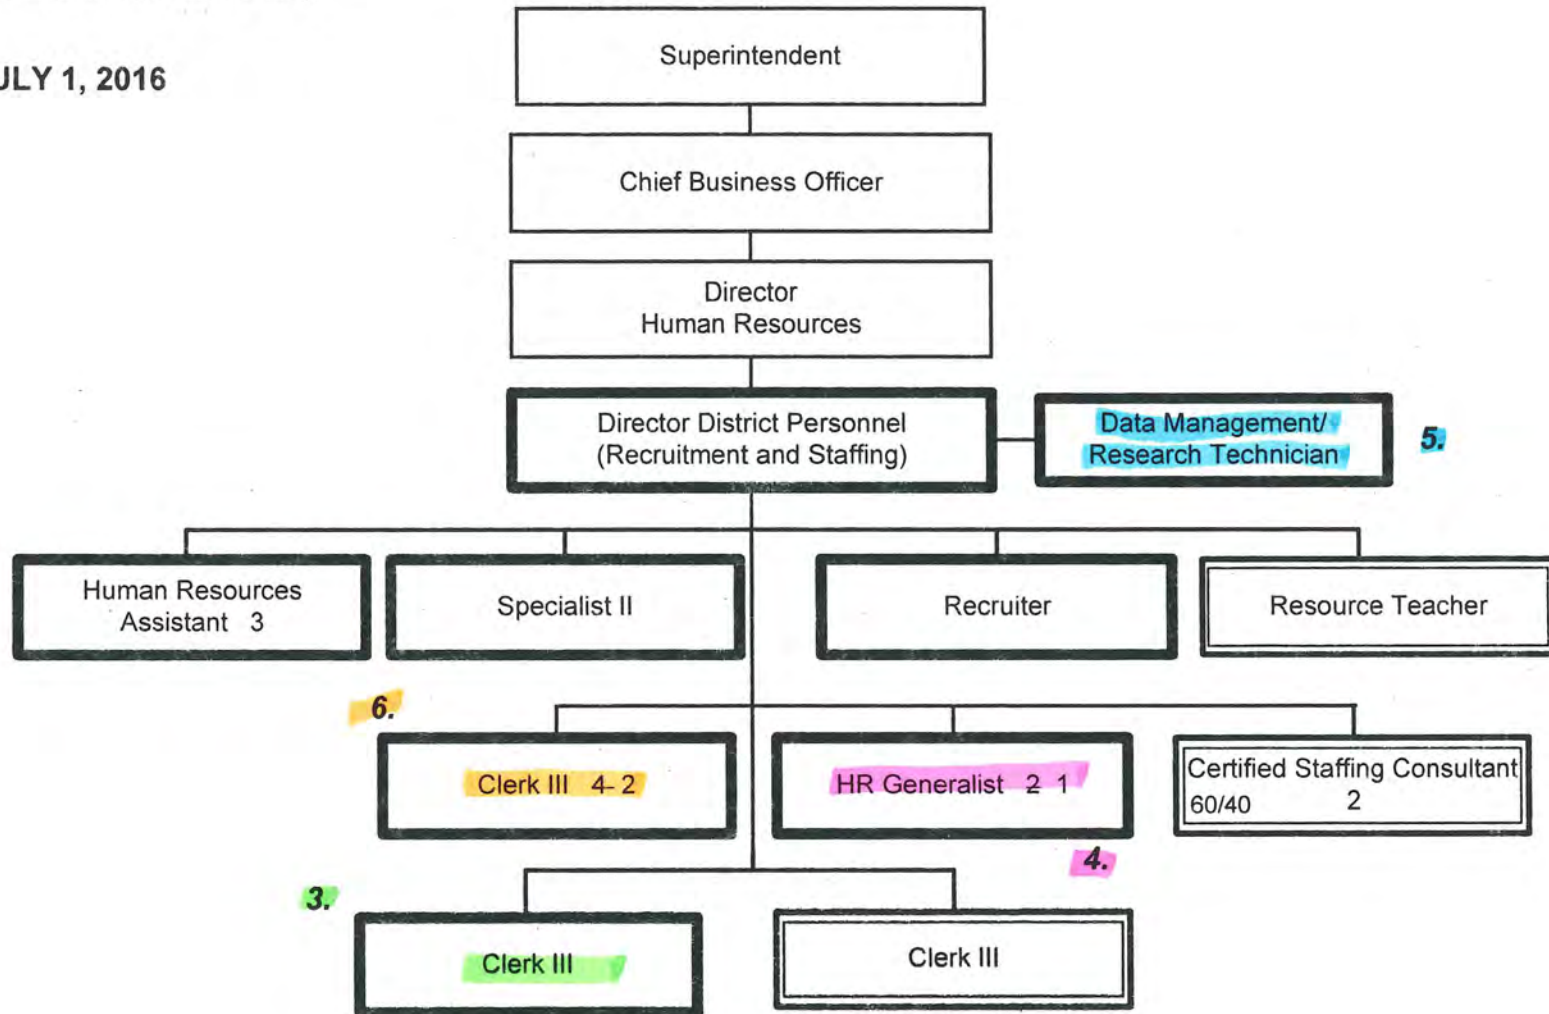 ULY 1, 2016
Superintendent
Chief Business Officer
Director
Human Resources
Director District Personnel
(Recruitment and Staffing)
Data Management/
Research Technician
5.
Human Resources
Assistant 3
Specialist II
Recruiter
Resource Teacher
6.
Clerk III 4 2
HR Generalist 2 1
Certified Staffing Consultant
60/40 2
4.
3.
Clerk III
Clerk III